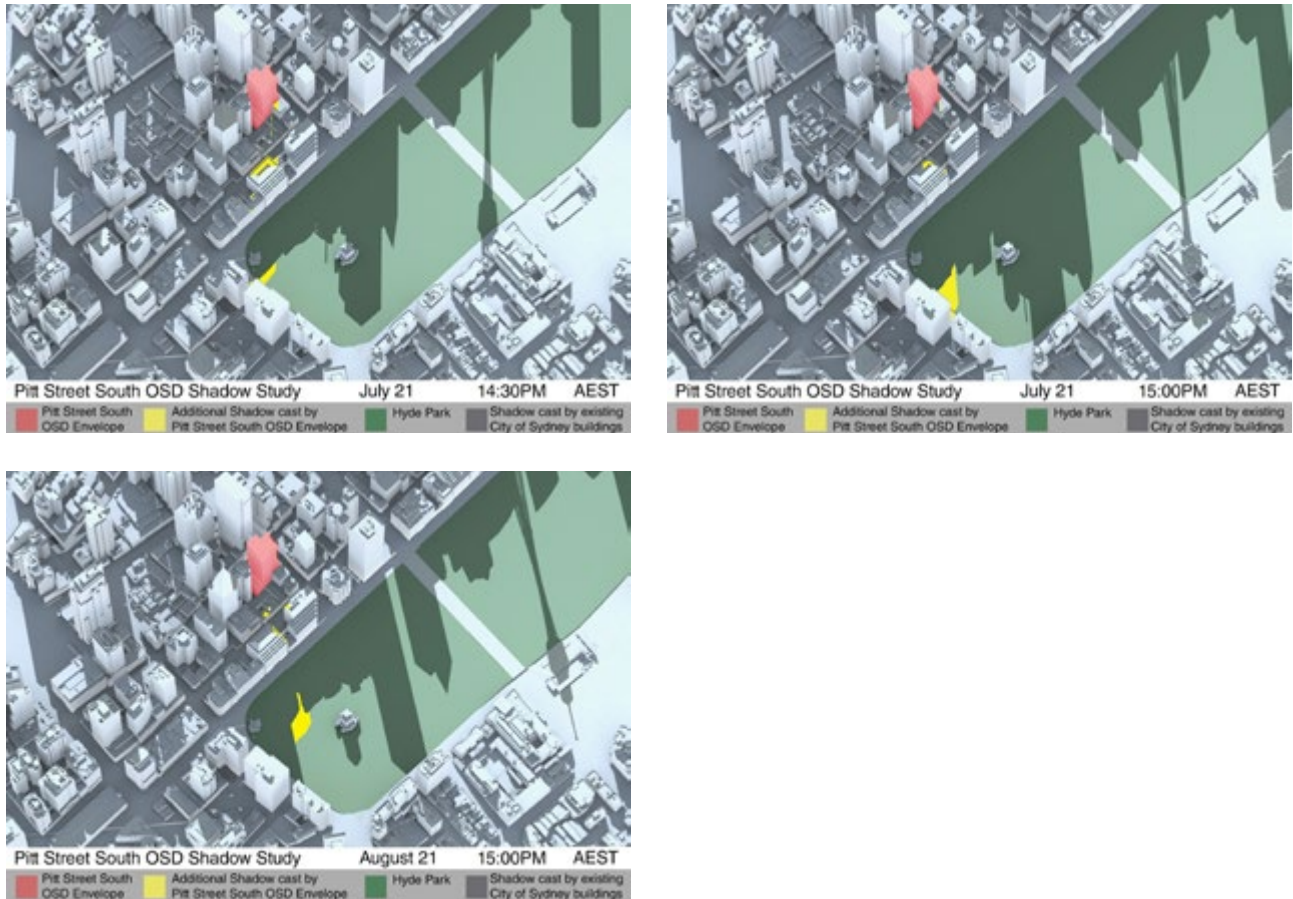 Pitt Street South OSD Shadow Study July 21 14:30PM AEST
Pitt Street South OSD Envelope
Additional Shadow cast by Pitt Street South OSD Envelope
Hyde Park
Shadow cast by existing City of Sydney buildings
Pitt Street South OSD Shadow Study July 21 15:00PM AEST
Pitt Street South OSD Envelope
Additional Shadow cast by Pitt Street South OSD Envelope
Hyde Park
Shadow cast by existing City of Sydney buildings
Pitt Street South OSD Shadow Study August 21 15:00PM AEST
Pitt Street South OSD Envelope
Additional Shadow cast by Pitt Street South OSD Envelope
Hyde Park
Shadow cast by existing City of Sydney buildings